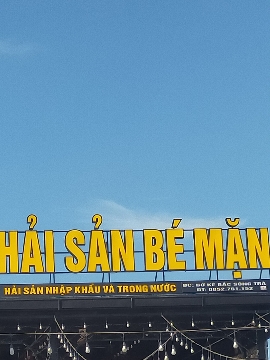 HẢI SẢN BÉ MẶN
HẢI SẢN NHẬP KHẨU VÀ TRONG NƯỚC